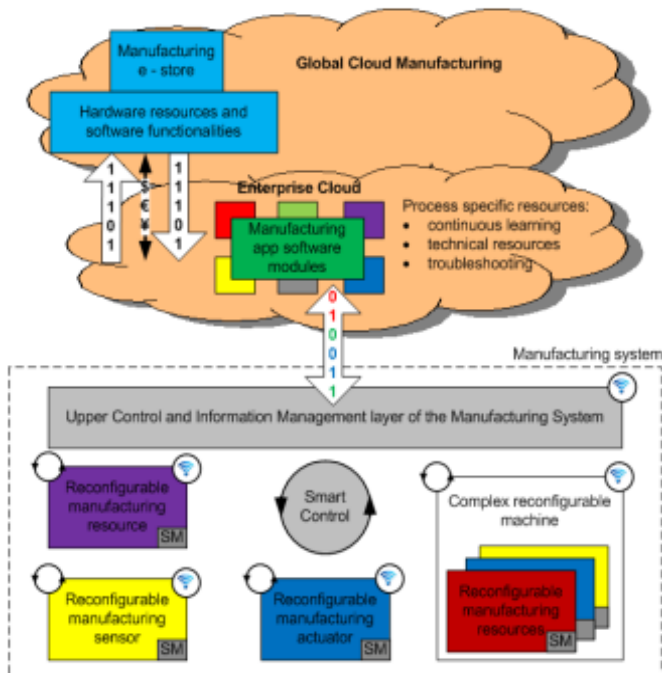 Manufacturing
e - store
Global Cloud Manufacturing
Hardware resources and
software functionalities
1 1 1 0 1
$ € ¥
1 1 1 0 1
Enterprise Cloud
Manufacturing
app software
modules
Process specific resources:
• continuous learning
• technical resources
• troubleshooting
0 1 0 0 1 1
Manufacturing system
Upper Control and Information Management layer of the Manufacturing System
Reconfigurable
manufacturing
resource
SM
Smart
Control
Complex reconfigurable
machine
Reconfigurable
manufacturing
resources
SM
Reconfigurable
manufacturing
sensor
SM
Reconfigurable
manufacturing
actuator
SM